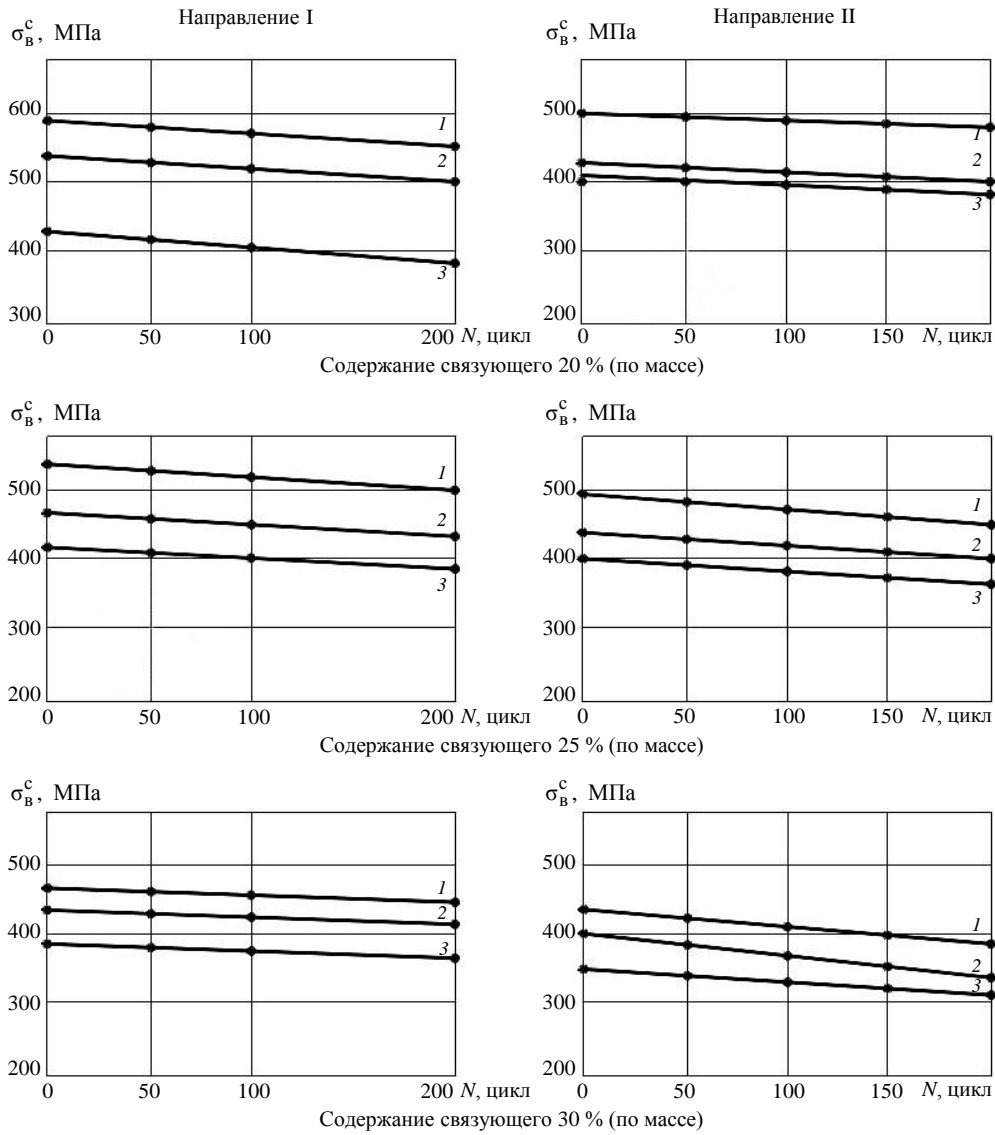 Направление I
Направление II
σ_в^с, МПа
σ_в^с, МПа
600
500
400
300
1
2
3
0 50 100 200 N, цикл
500
400
300
200
1
2
3
0 50 100 150 N, цикл
Содержание связующего 20 % (по массе)
σ_в^с, МПа
σ_в^с, МПа
500
400
300
200
1
2
3
0 50 100 200 N, цикл
500
400
300
200
1
2
3
0 50 100 150 N, цикл
Содержание связующего 25 % (по массе)
σ_в^с, МПа
σ_в^с, МПа
500
400
300
200
1
2
3
0 50 100 200 N, цикл
500
400
300
200
1
2
3
0 50 100 150 N, цикл
Содержание связующего 30 % (по массе)